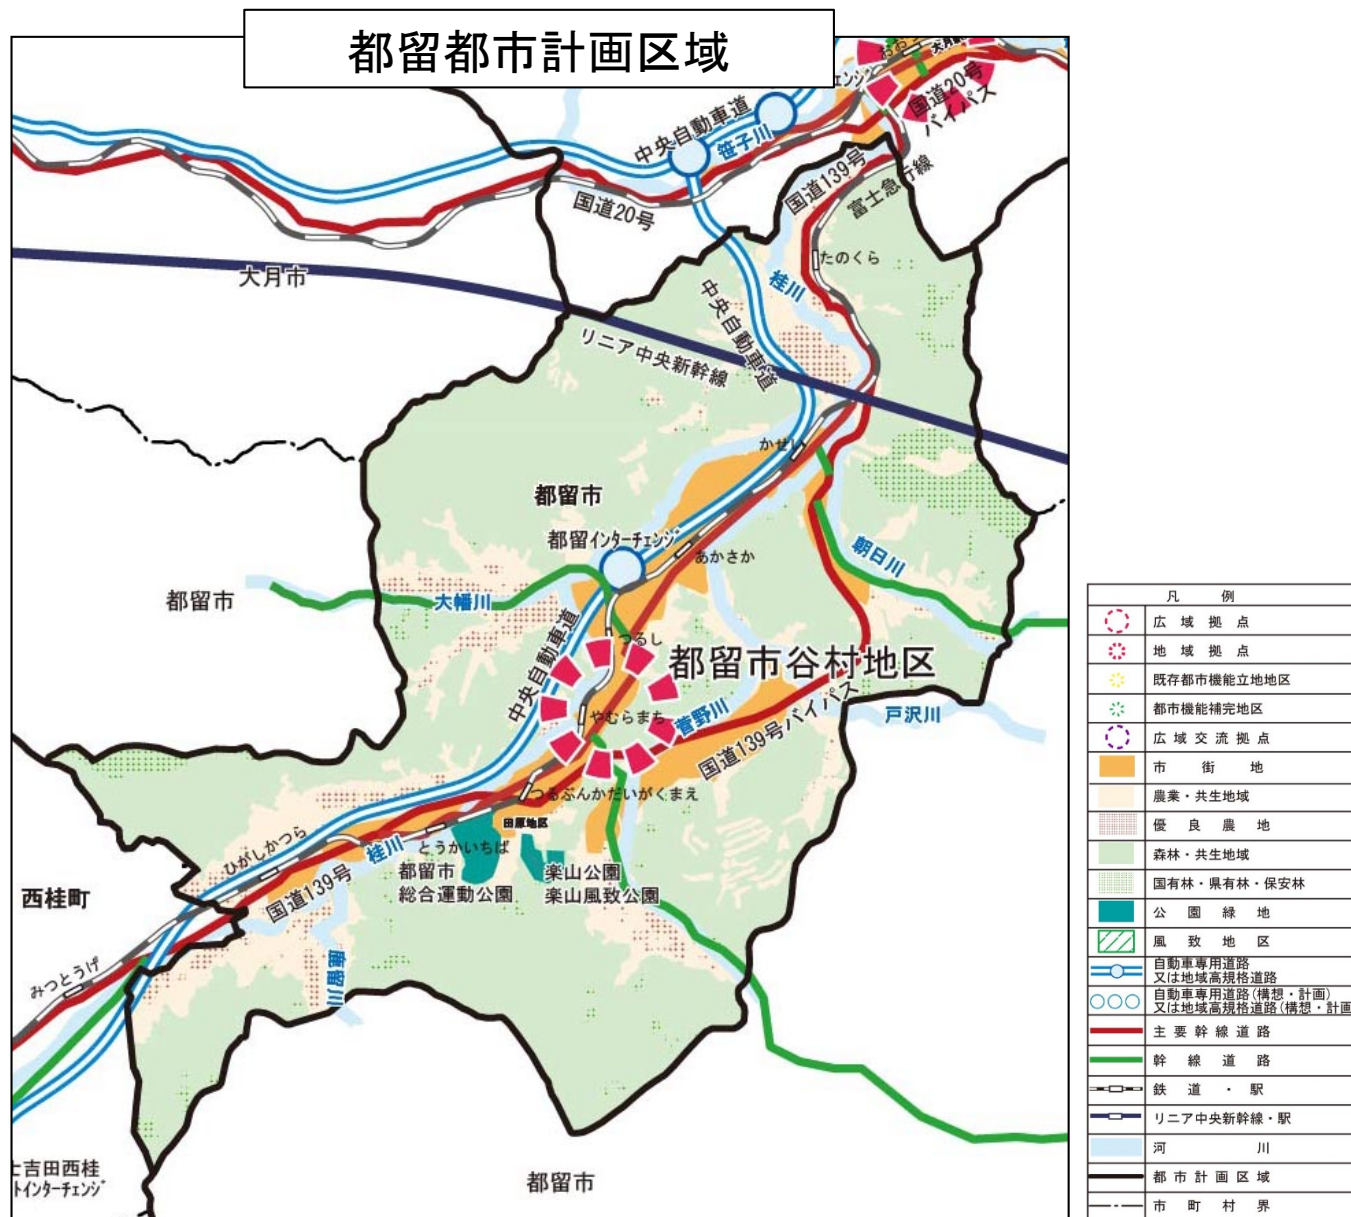 都留都市計画区域
中央自動車道
笹子川
国道20号
バイパス
国道139号
富士急行線
国道20号
たのくら
大月市
桂川
中央自動車道
リニア中央新幹線
かせい
都留市
都留インターチェンジ
あかさか
朝日川
都留市
大幡川
中央自動車道
つるし
都留市谷村地区
やむらまち
菅野川
戸沢川
国道139号バイパス
つるぶんかだいがくまえ
田原地区
ひがしかつら
桂川
とうかいちば
国道139号
都留市
総合運動公園
楽山公園
楽山風致公園
西桂町
みつとうげ
鹿留川
士吉田西桂
トインターチェンジ
都留市
凡例
広域拠点
地域拠点
既存都市機能立地地区
都市機能補完地区
広域交流拠点
市街地
農業・共生地域
優良農地
森林・共生地域
国有林・県有林・保安林
公園緑地
風致地区
自動車専用道路
又は地域高規格道路
自動車専用道路(構想・計画)
又は地域高規格道路(構想・計画
主要幹線道路
幹線道路
鉄道・駅
リニア中央新幹線・駅
河川
都市計画区域
市町村界